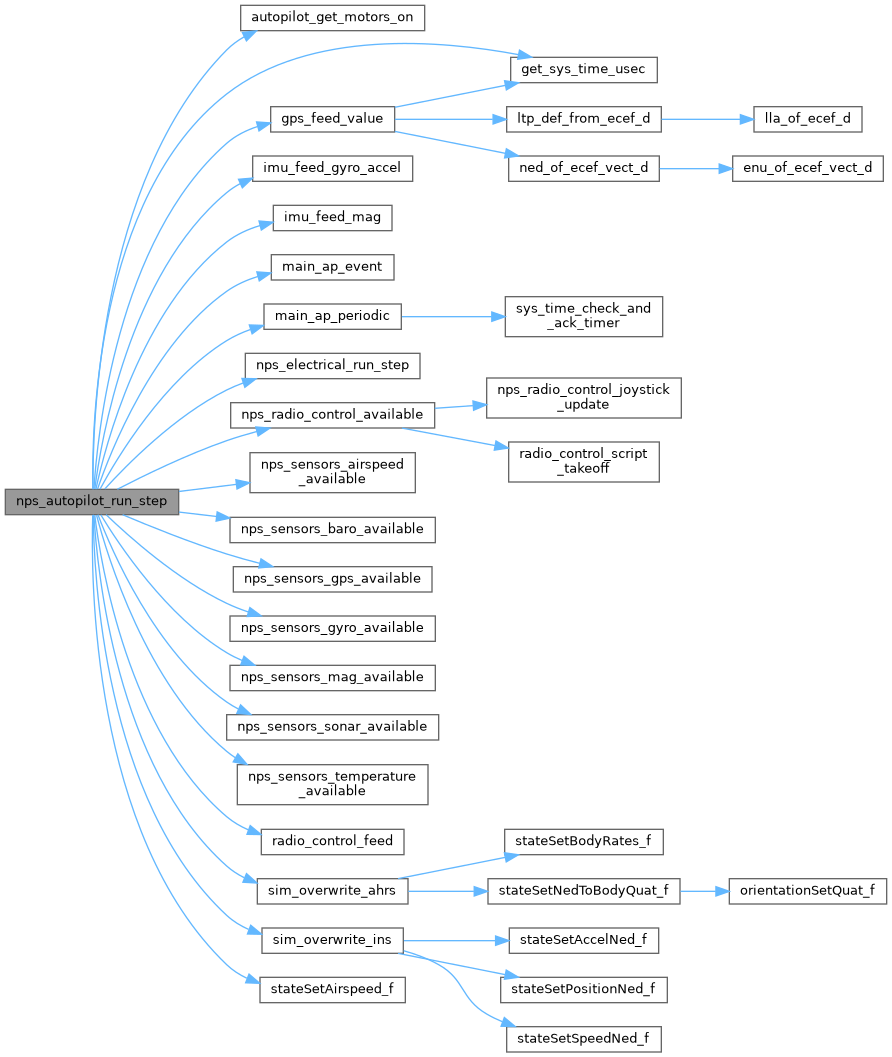 autopilot_get_motors_on
get_sys_time_usec
gps_feed_value
ltp_def_from_ecef_d
lla_of_ecef_d
ned_of_ecef_vect_d
enu_of_ecef_vect_d
imu_feed_gyro_accel
imu_feed_mag
main_ap_event
main_ap_periodic
sys_time_check_and
_ack_timer
nps_electrical_run_step
nps_radio_control_available
nps_radio_control_joystick
_update
radio_control_script
_takeoff
nps_sensors_airspeed
_available
nps_autopilot_run_step
nps_sensors_baro_available
nps_sensors_gps_available
nps_sensors_gyro_available
nps_sensors_mag_available
nps_sensors_sonar_available
nps_sensors_temperature
_available
radio_control_feed
stateSetBodyRates_f
sim_overwrite_ahrs
stateSetNedToBodyQuat_f
orientationSetQuat_f
sim_overwrite_ins
stateSetAccelNed_f
stateSetAirspeed_f
stateSetPositionNed_f
stateSetSpeedNed_f